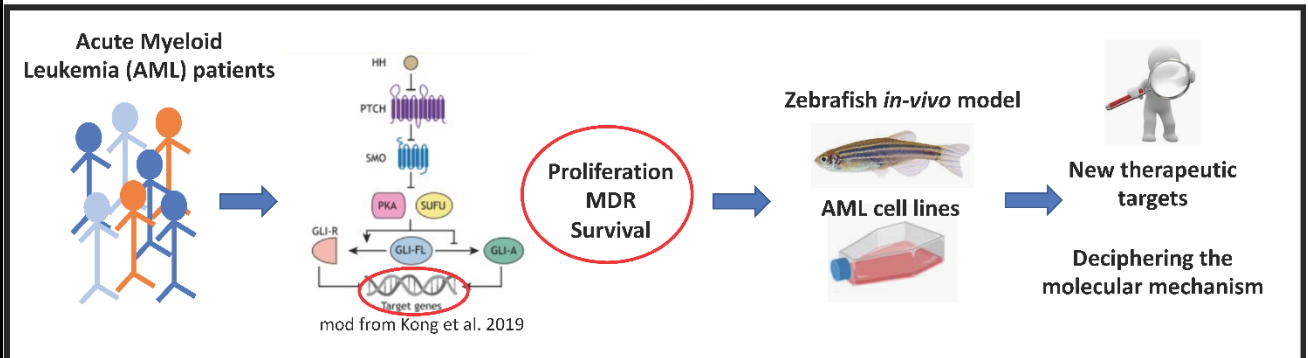 Acute Myeloid
Leukemia (AML) patients
HH
PTCH
SMO
PKA
SUFU
GLI-R
GLI-FL
GLI-A
Target genes
mod from Kong et al. 2019
Proliferation
MDR
Survival
Zebrafish in-vivo model
AML cell lines
New therapeutic
targets
Deciphering the
molecular mechanism